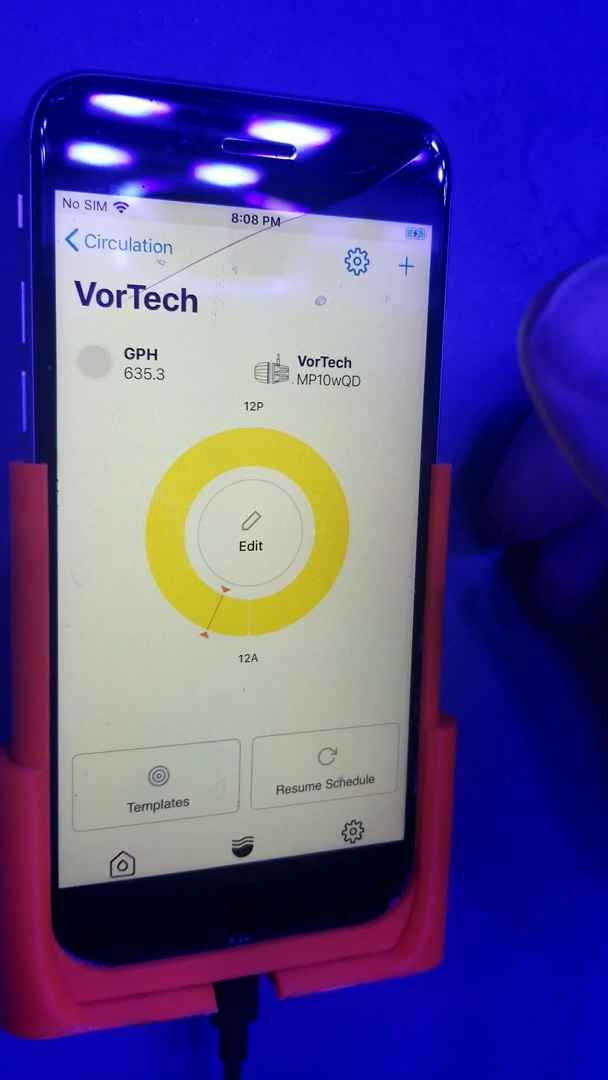 No SIM
8:08 PM
Circulation
VorTech
GPH
635.3
VorTech
MP10wQD
12P
Edit
12A
Templates
Resume Schedule